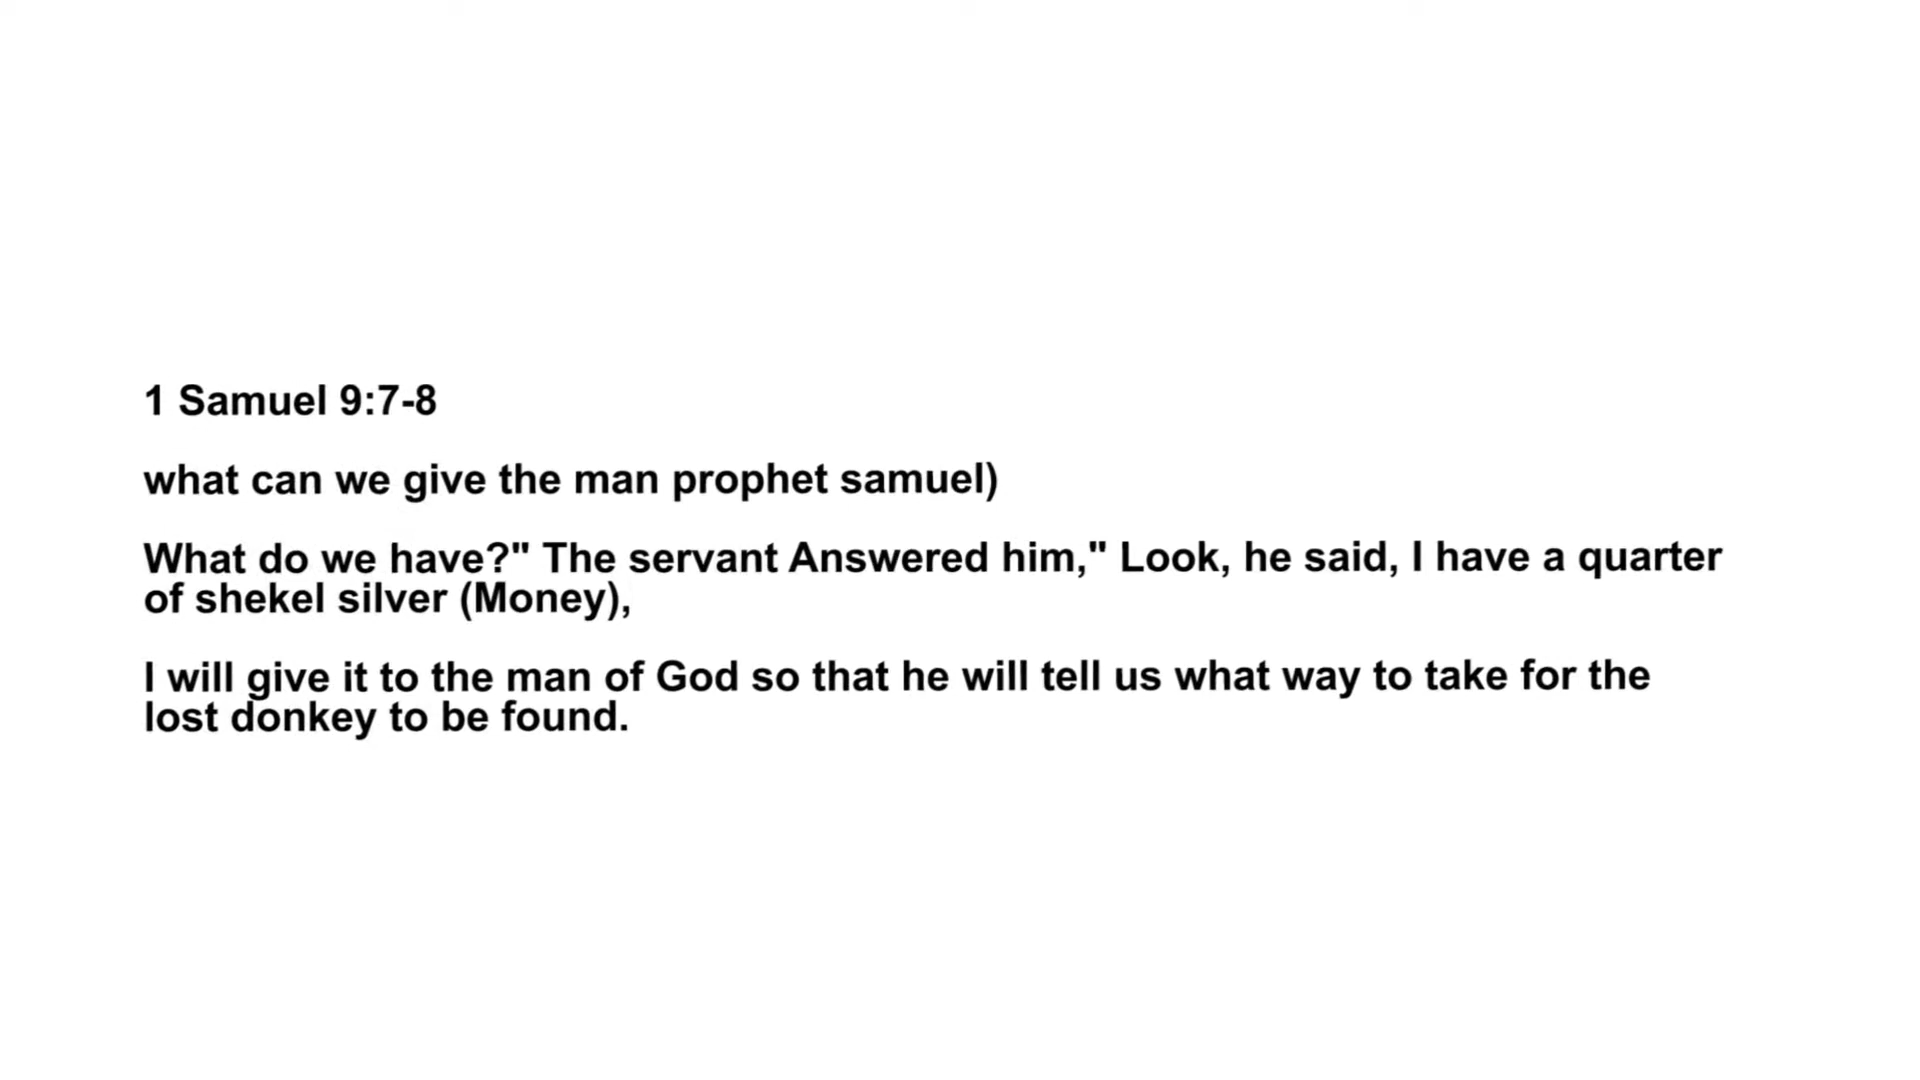 1 Samuel 9:7-8
what can we give the man prophet samuel)
What do we have?" The servant Answered him," Look, he said, I have a quarter
of shekel silver (Money),
I will give it to the man of God so that he will tell us what way to take for the
lost donkey to be found.